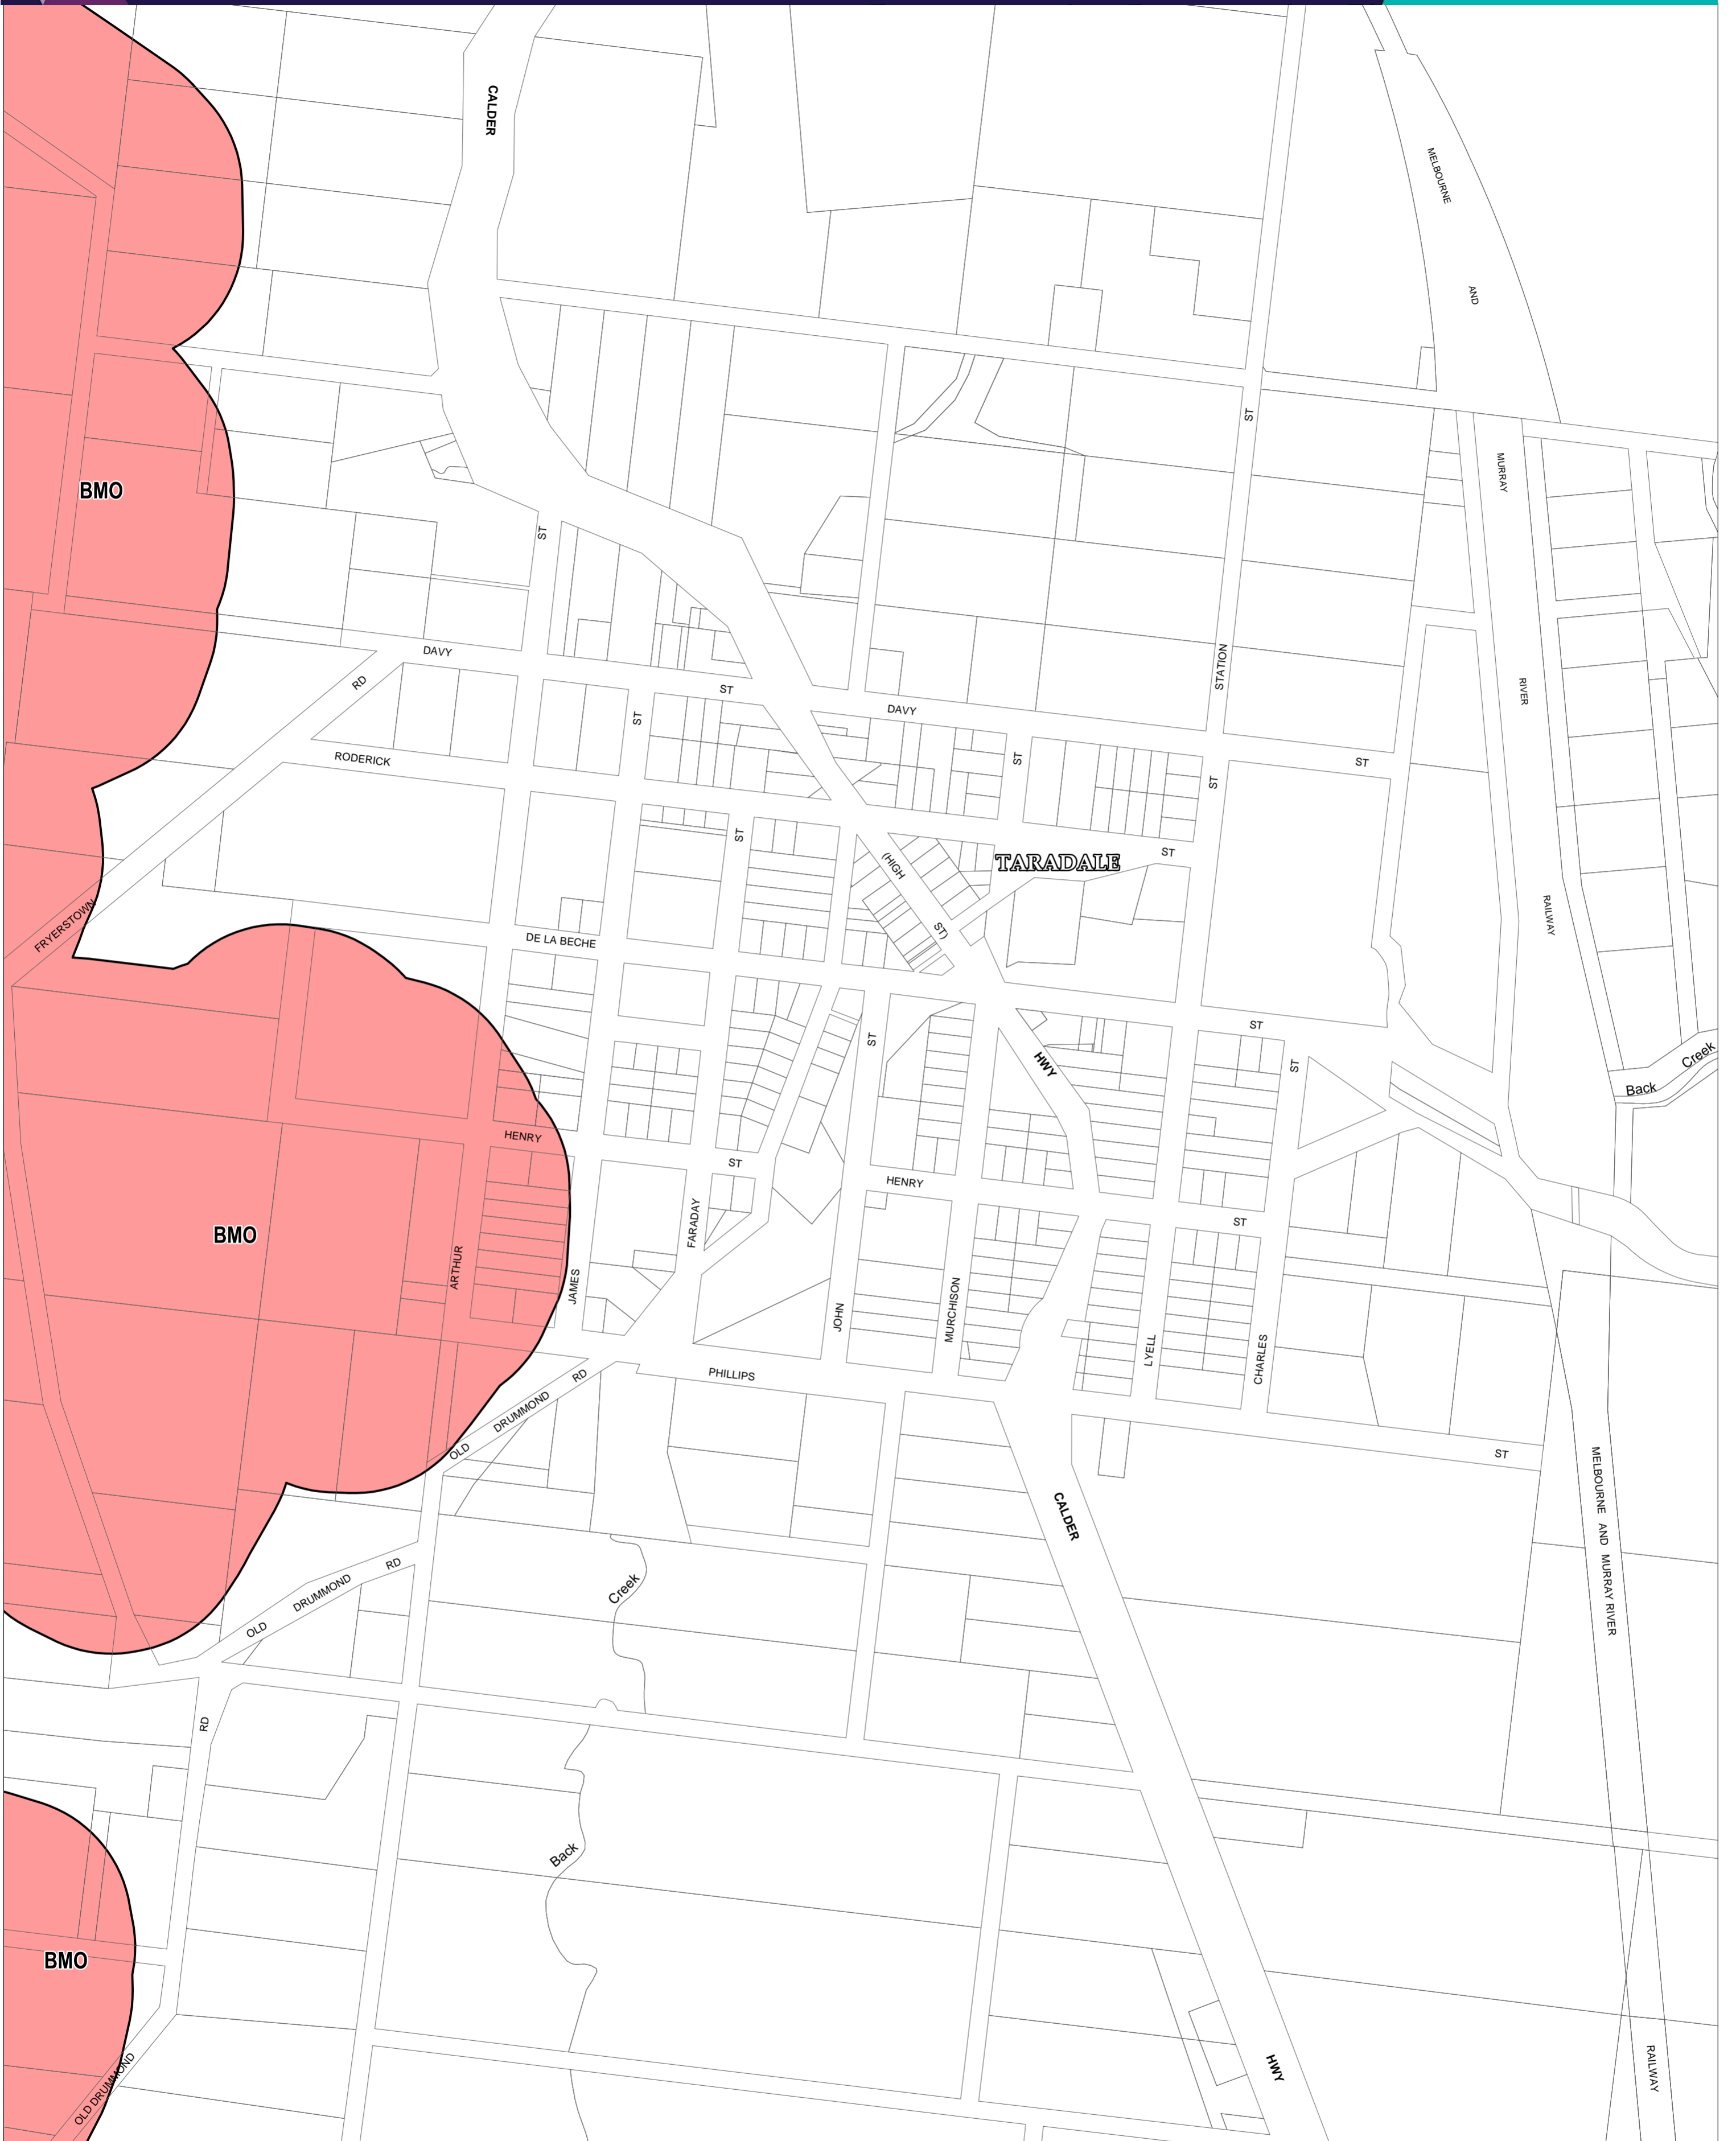 CALDER
MELBOURNE
AND
ST
MURRAY
BMO
ST
DAVY
STATION
RD
ST
RIVER
ST
DAVY
RODERICK
ST
ST
ST
ST
ST
(HIGH
TARADALE
ST
FRYERSTOWN
RAILWAY
ST)
DE LA BECHE
ST
ST
HWY
ST
Creek
Back
HENRY
ST
HENRY
BMO
FARADAY
ST
ARTHUR
JAMES
JOHN
MURCHISON
LYELL
CHARLES
PHILLIPS
RD
DRUMMOND
OLD
ST
CALDER
MELBOURNE AND MURRAY RIVER
RD
DRUMMOND
OLD
Creek
RD
Back
BMO
OLD DRUMMOND
HWY
RAILWAY